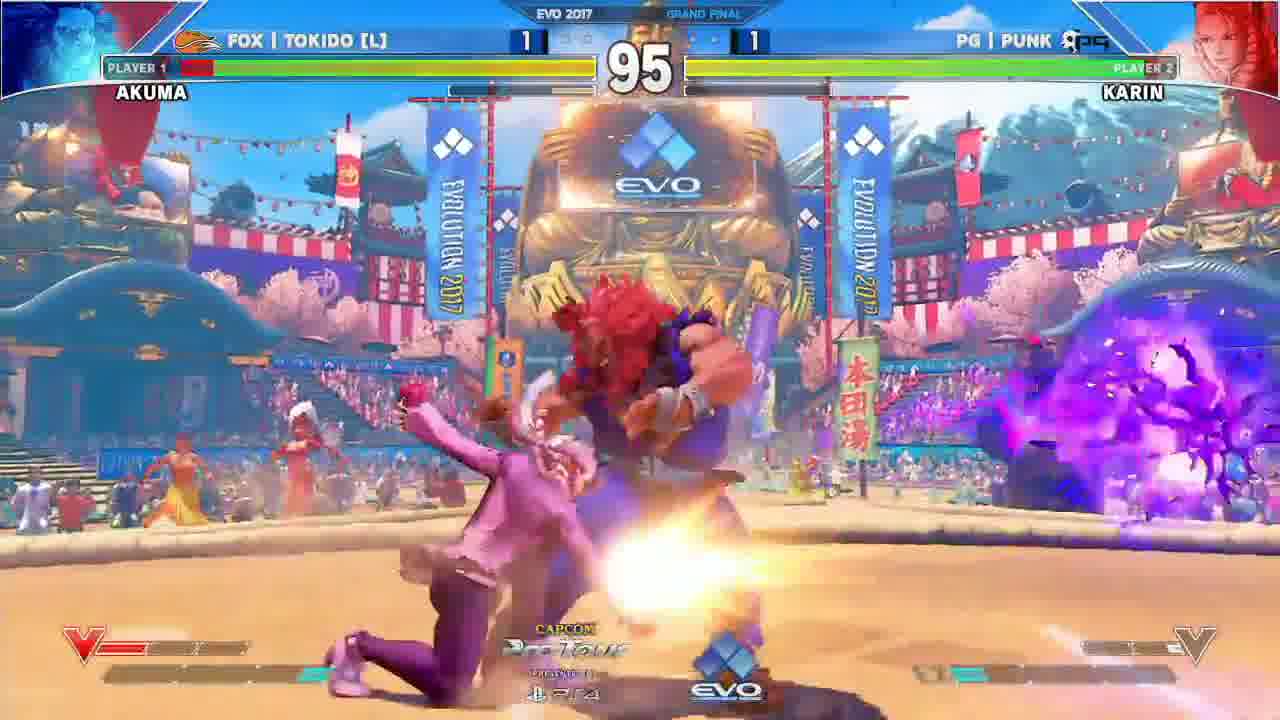 EVO 2017
GRAND FINAL
FOX | TOKIDO [L]
1
95
1
PG | PUNK
PLAYER 1
PLAYER 2
AKUMA
KARIN
EVO
EVOLUTION 2017
EVOLUTION 2017
本田湯
CAPCOM
Pro Tour
PS4
EVO